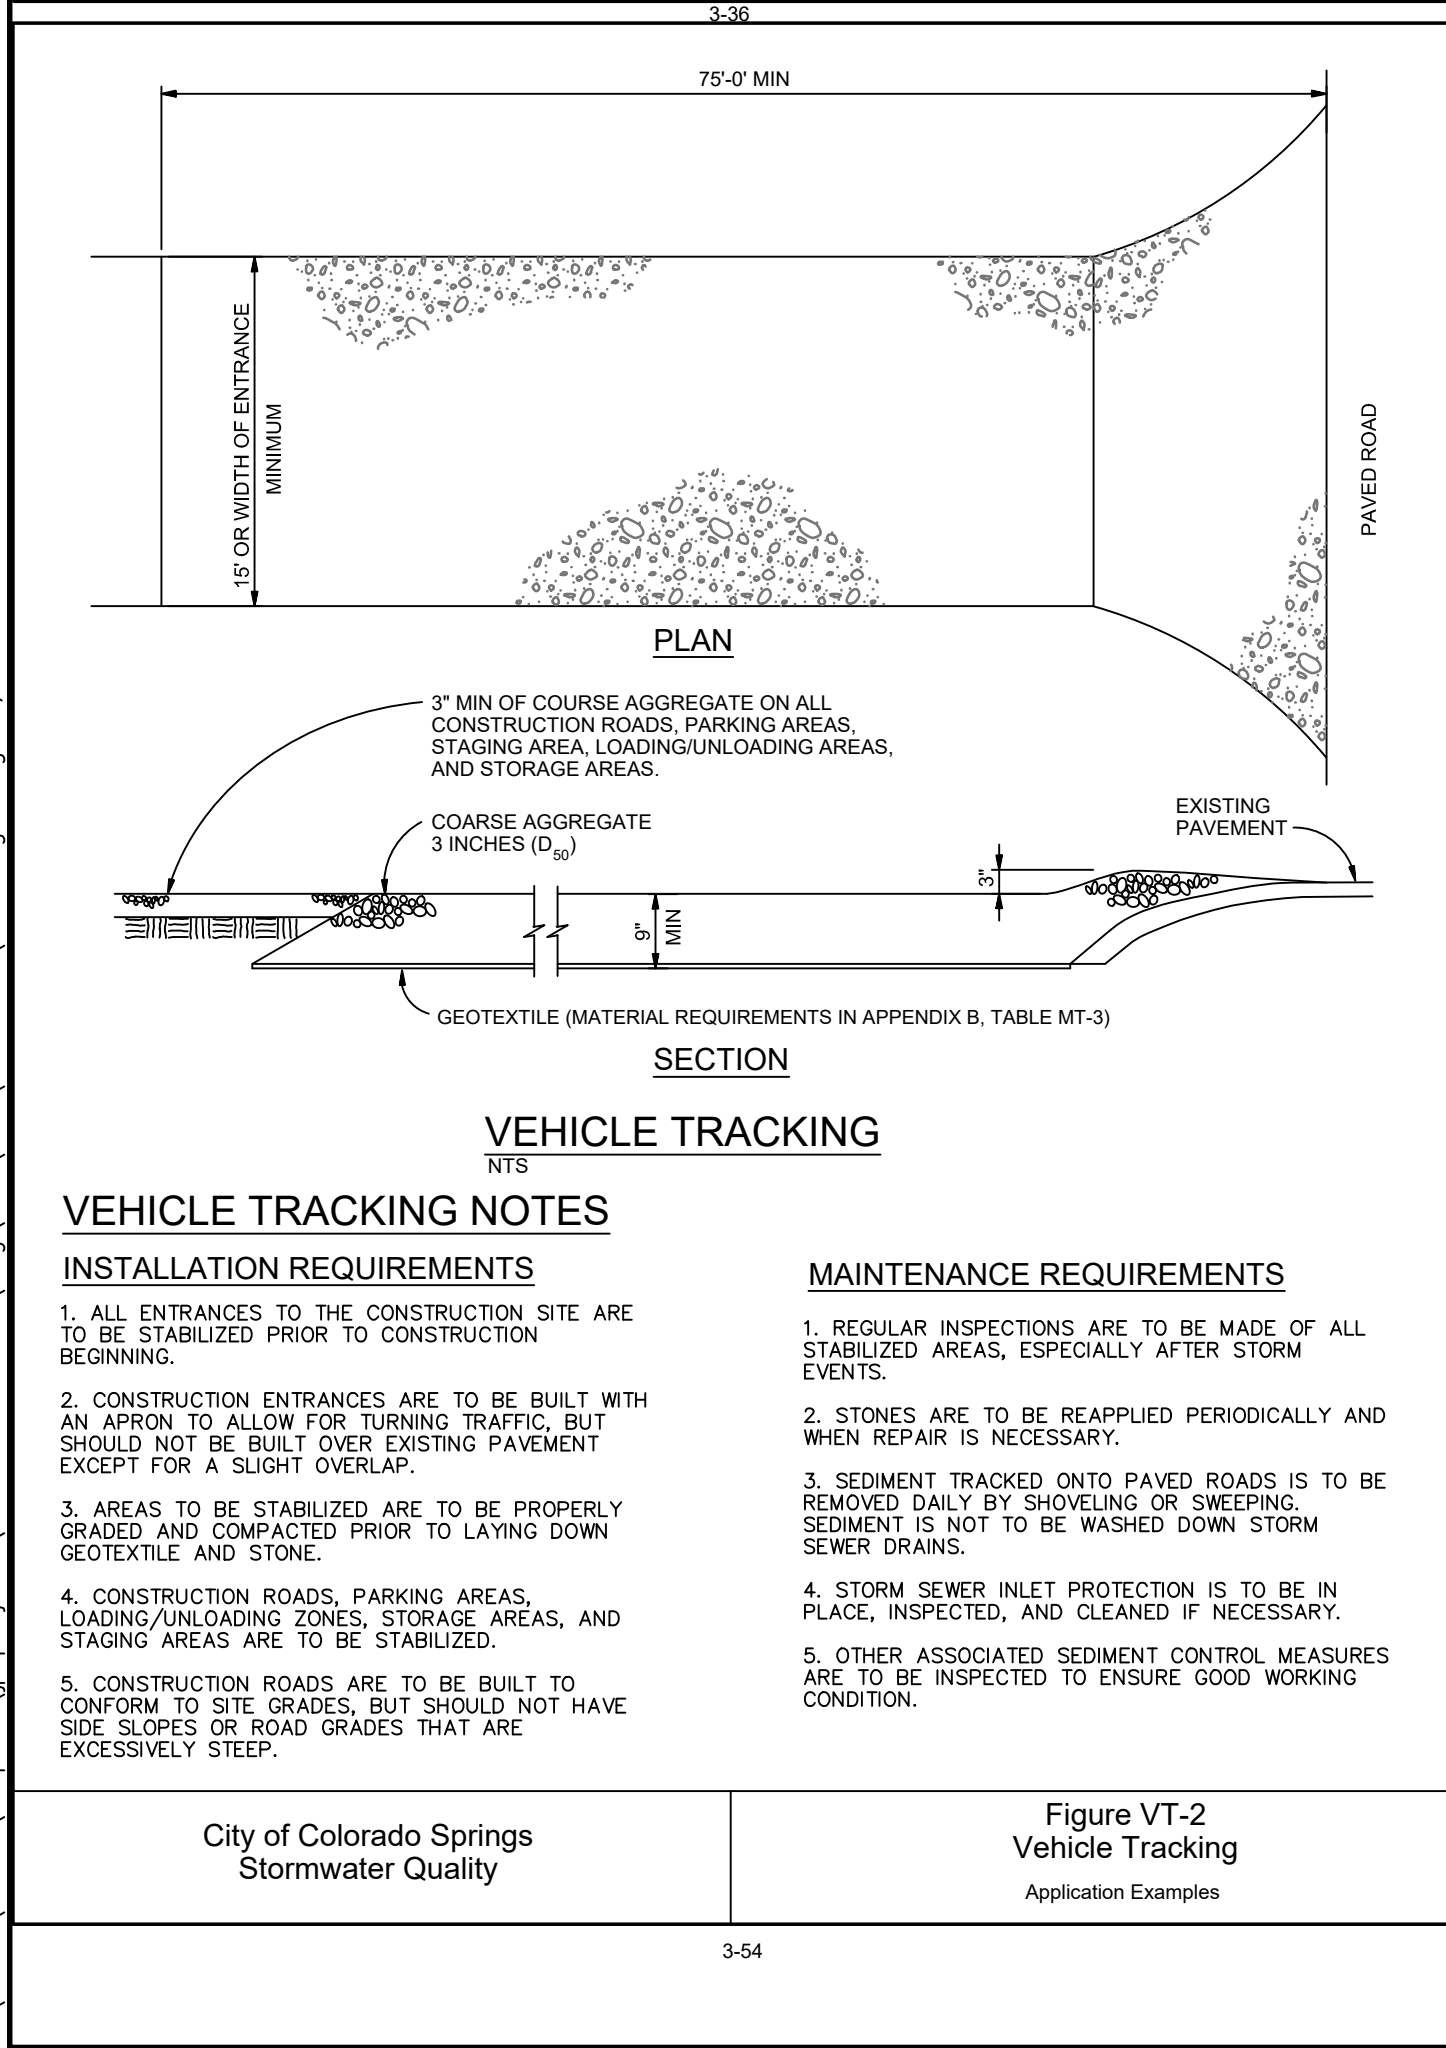 3-36
75'-0' MIN
15' OR WIDTH OF ENTRANCE
MINIMUM
PAVED ROAD
PLAN
3" MIN OF COURSE AGGREGATE ON ALL
CONSTRUCTION ROADS, PARKING AREAS,
STAGING AREA, LOADING/UNLOADING AREAS,
AND STORAGE AREAS.
COARSE AGGREGATE
3 INCHES (D50)
EXISTING
PAVEMENT
3"
9"
MIN
GEOTEXTILE (MATERIAL REQUIREMENTS IN APPENDIX B, TABLE MT-3)
SECTION
VEHICLE TRACKING
NTS
VEHICLE TRACKING NOTES
INSTALLATION REQUIREMENTS
1. ALL ENTRANCES TO THE CONSTRUCTION SITE ARE
TO BE STABILIZED PRIOR TO CONSTRUCTION
BEGINNING.
2. CONSTRUCTION ENTRANCES ARE TO BE BUILT WITH
AN APRON TO ALLOW FOR TURNING TRAFFIC, BUT
SHOULD NOT BE BUILT OVER EXISTING PAVEMENT
EXCEPT FOR A SLIGHT OVERLAP.
3. AREAS TO BE STABILIZED ARE TO BE PROPERLY
GRADED AND COMPACTED PRIOR TO LAYING DOWN
GEOTEXTILE AND STONE.
4. CONSTRUCTION ROADS, PARKING AREAS,
LOADING/UNLOADING ZONES, STORAGE AREAS, AND
STAGING AREAS ARE TO BE STABILIZED.
5. CONSTRUCTION ROADS ARE TO BE BUILT TO
CONFORM TO SITE GRADES, BUT SHOULD NOT HAVE
SIDE SLOPES OR ROAD GRADES THAT ARE
EXCESSIVELY STEEP.
MAINTENANCE REQUIREMENTS
1. REGULAR INSPECTIONS ARE TO BE MADE OF ALL
STABILIZED AREAS, ESPECIALLY AFTER STORM
EVENTS.
2. STONES ARE TO BE REAPPLIED PERIODICALLY AND
WHEN REPAIR IS NECESSARY.
3. SEDIMENT TRACKED ONTO PAVED ROADS IS TO BE
REMOVED DAILY BY SHOVELING OR SWEEPING.
SEDIMENT IS NOT TO BE WASHED DOWN STORM
SEWER DRAINS.
4. STORM SEWER INLET PROTECTION IS TO BE IN
PLACE, INSPECTED, AND CLEANED IF NECESSARY.
5. OTHER ASSOCIATED SEDIMENT CONTROL MEASURES
ARE TO BE INSPECTED TO ENSURE GOOD WORKING
CONDITION.
City of Colorado Springs
Stormwater Quality
Figure VT-2
Vehicle Tracking
Application Examples
3-54